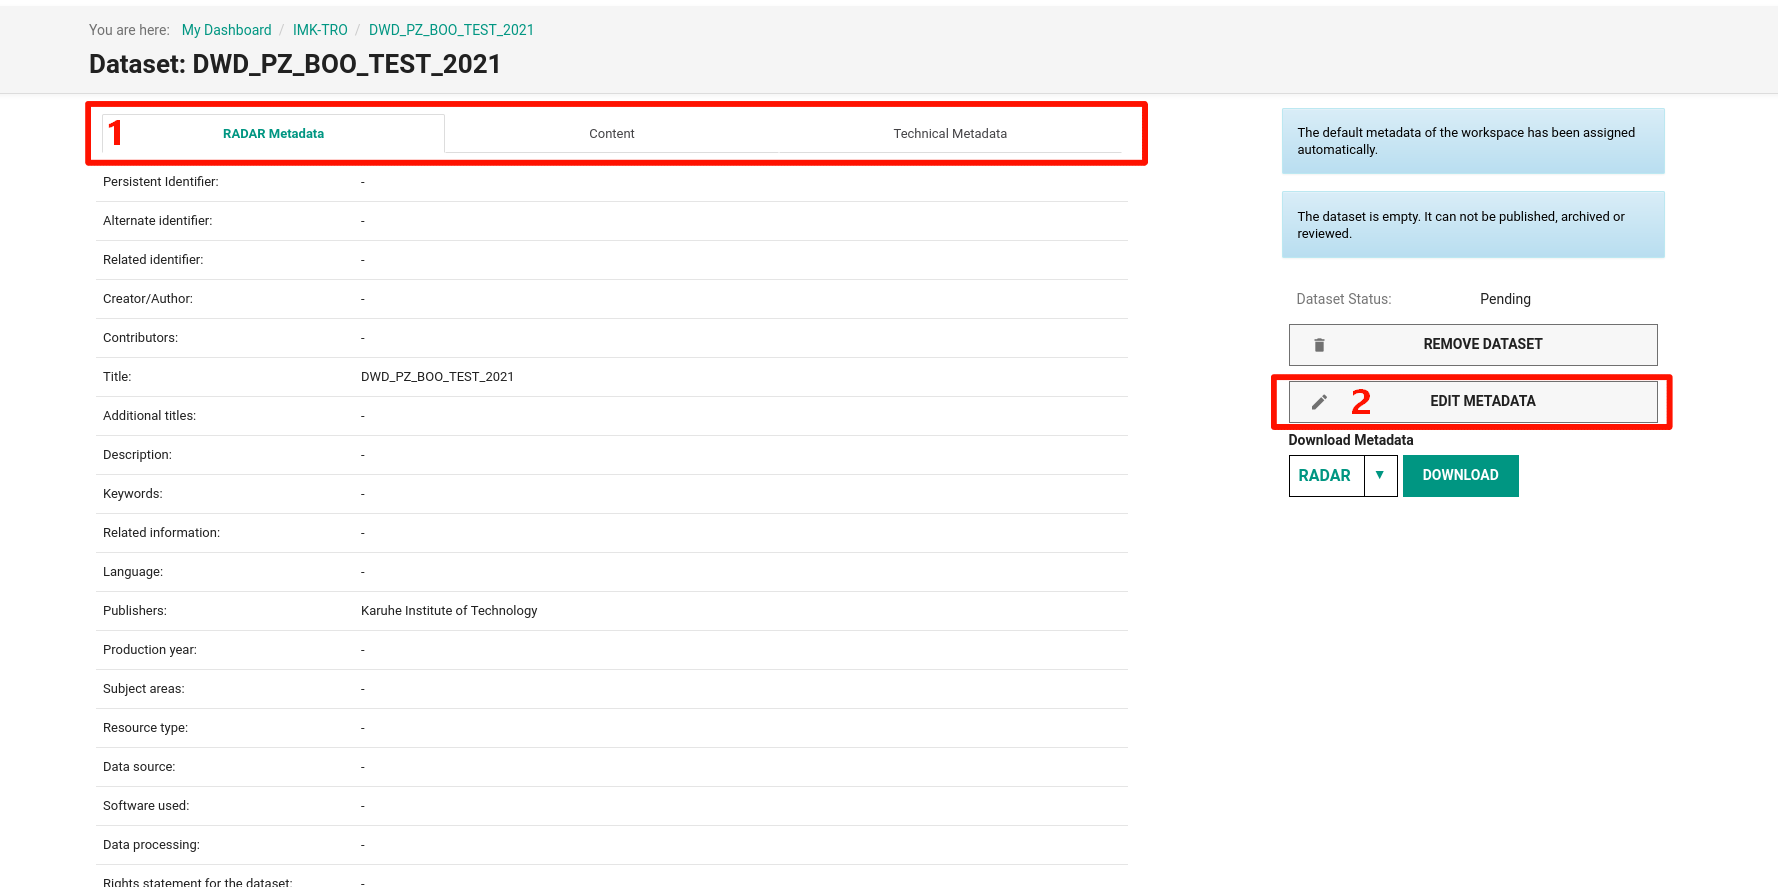 You are here: My Dashboard / IMK-TRO / DWD_PZ_BOO_TEST_2021
Dataset: DWD_PZ_BOO_TEST_2021
1 RADAR Metadata Content Technical Metadata
Persistent Identifier: -
Alternate identifier: -
Related identifier: -
Creator/Author: -
Contributors: -
Title: DWD_PZ_BOO_TEST_2021
Additional titles: -
Description: -
Keywords: -
Related information: -
Language: -
Publishers: Karuhe Institute of Technology
Production year: -
Subject areas: -
Resource type: -
Data source: -
Software used: -
Data processing: -
Rights statement for the dataset: -
The default metadata of the workspace has been assigned
automatically.
The dataset is empty. It can not be published, archived or
reviewed.
Dataset Status: Pending
REMOVE DATASET
2 EDIT METADATA
Download Metadata
RADAR ▼ DOWNLOAD